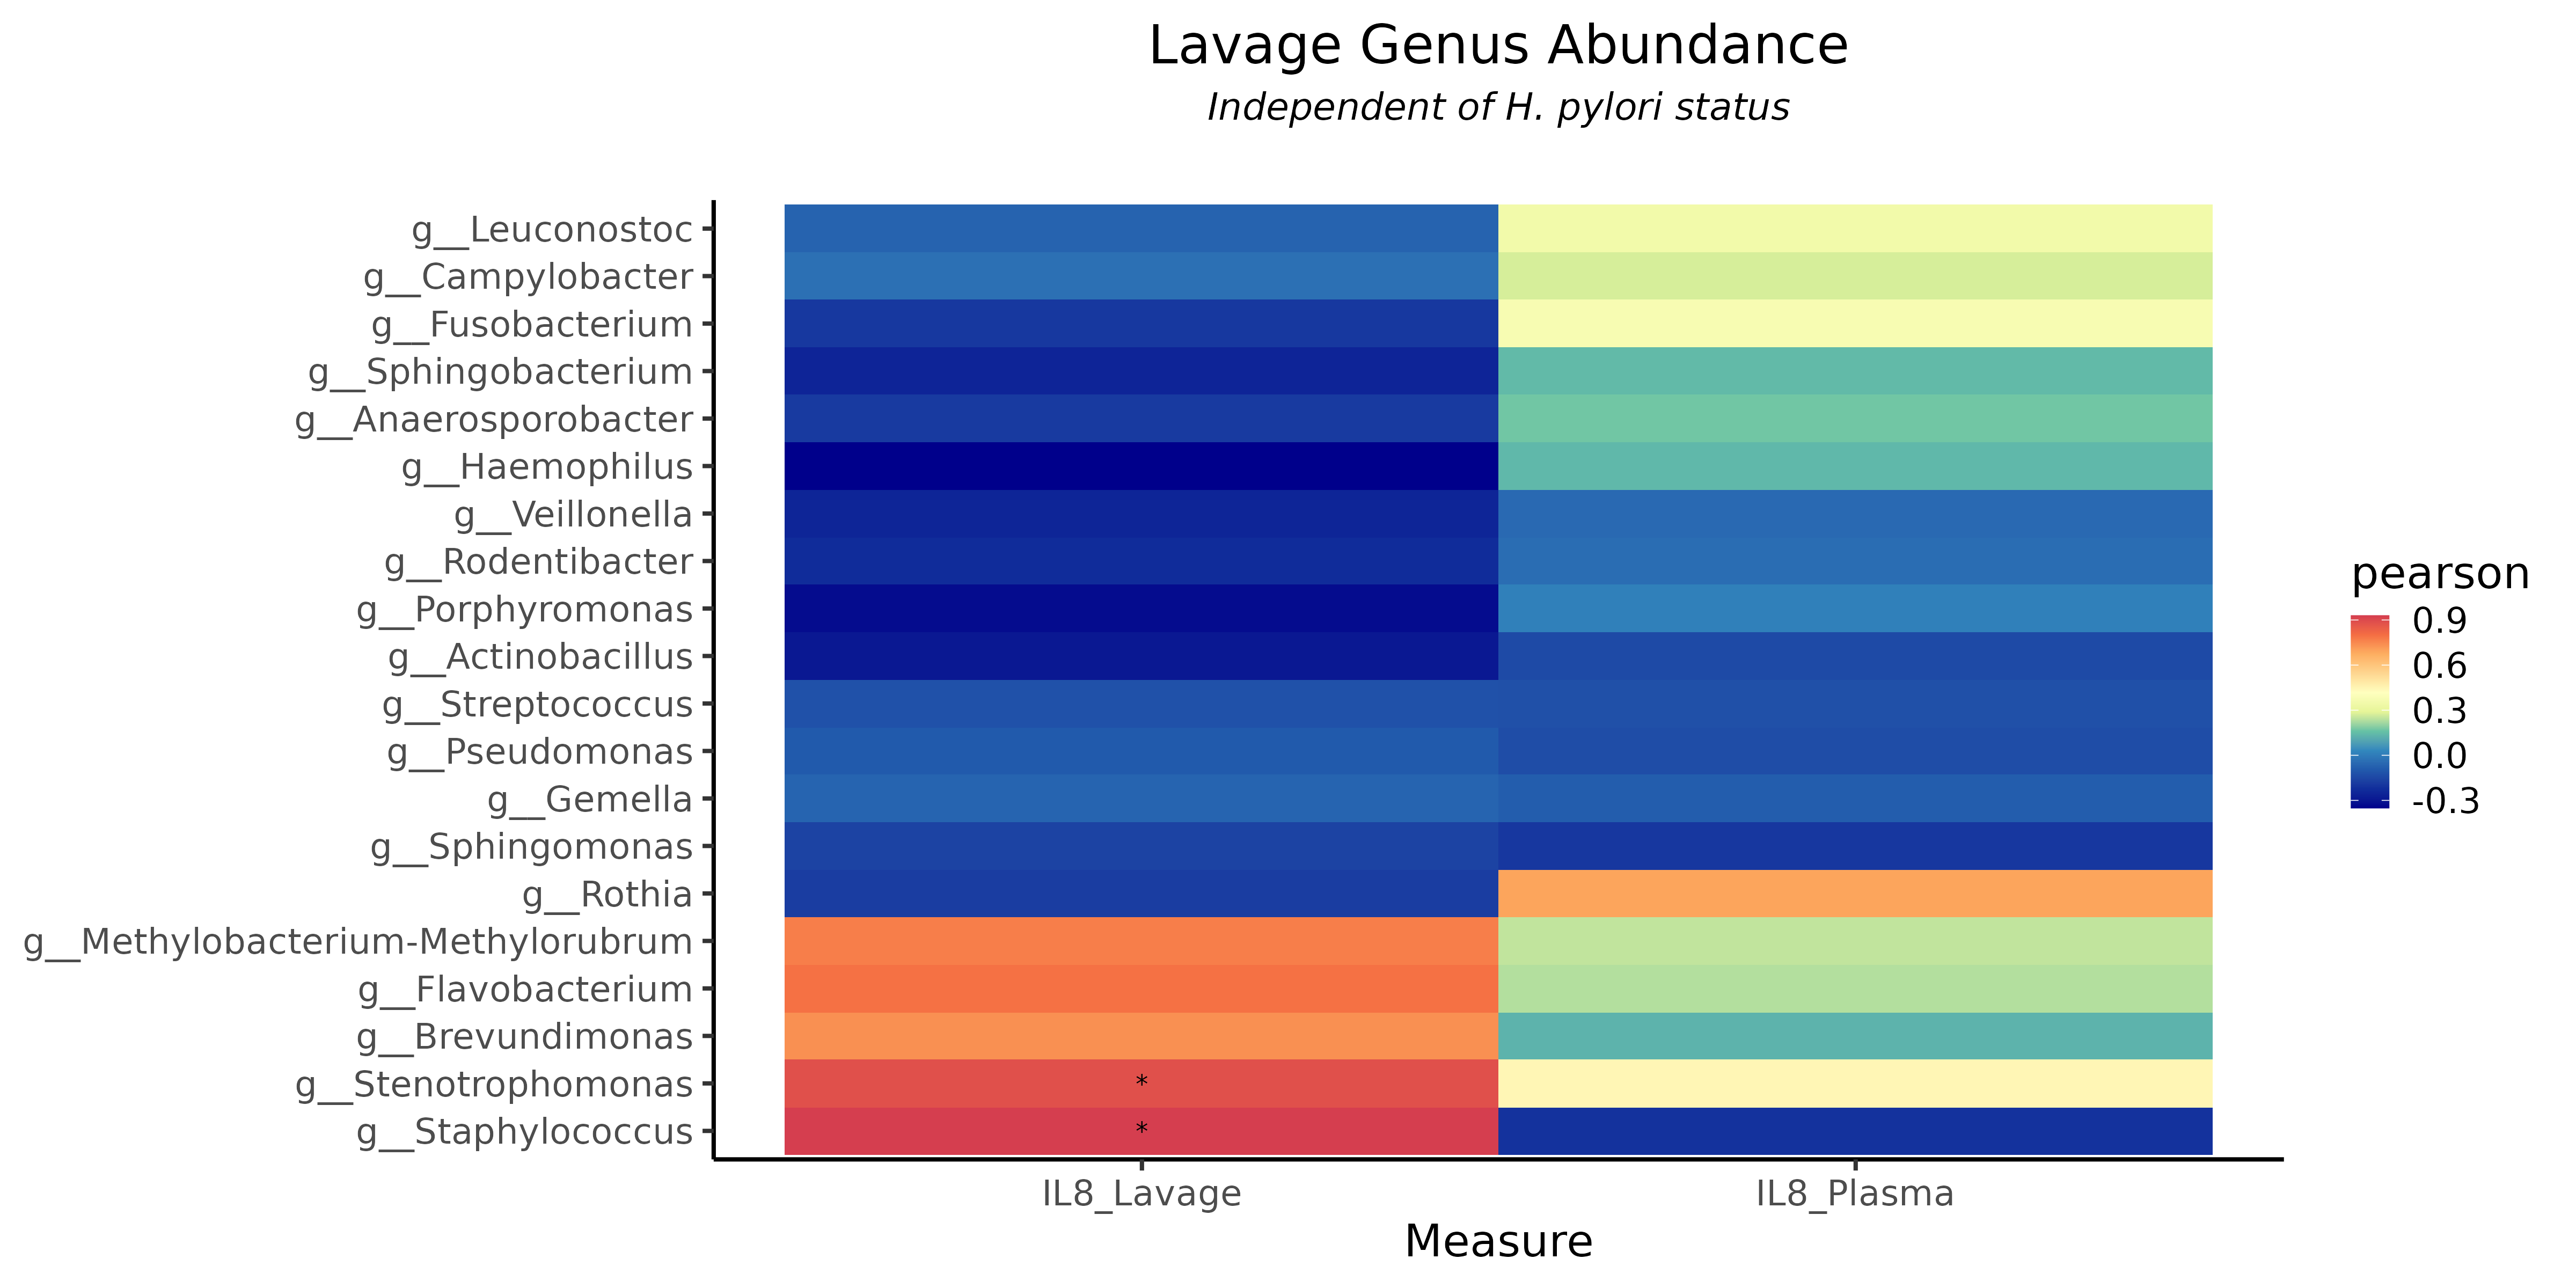 Lavage Genus Abundance
Independent of H. pylori status
g__Leuconostoc
g__Campylobacter
g__Fusobacterium
g__Sphingobacterium
g__Anaerosporobacter
g__Haemophilus
g__Veillonella
g__Rodentibacter
g__Porphyromonas
g__Actinobacillus
g__Streptococcus
g__Pseudomonas
g__Gemella
g__Sphingomonas
g__Rothia
g__Methylobacterium-Methylorubrum
g__Flavobacterium
g__Brevundimonas
g__Stenotrophomonas
*
g__Staphylococcus
*
IL8_Lavage
IL8_Plasma
Measure
pearson
0.9
0.6
0.3
0.0
-0.3